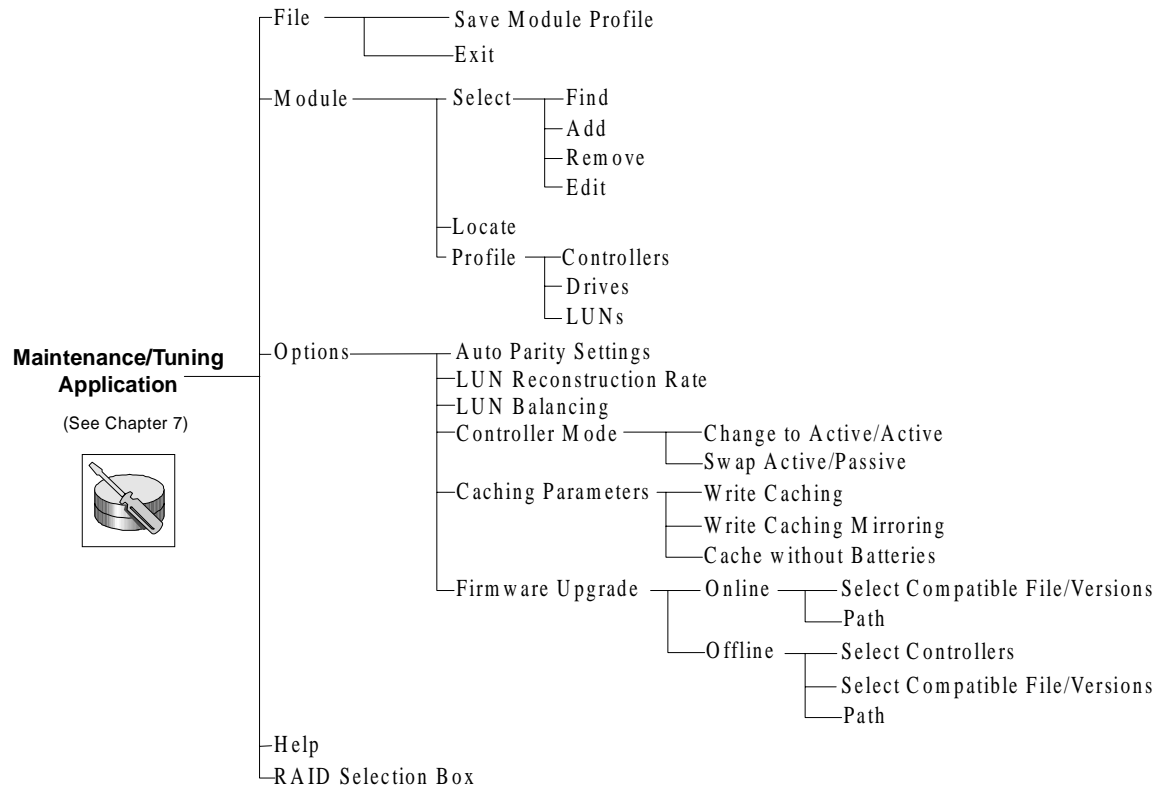 File
Save Module Profile
Exit
Module
Select
Find
Add
Remove
Edit
Locate
Profile
Controllers
Drives
LUNs
Maintenance/Tuning
Application
(See Chapter 7)
Options
Auto Parity Settings
LUN Reconstruction Rate
LUN Balancing
Controller Mode
Change to Active/Active
Swap Active/Passive
Caching Parameters
Write Caching
Write Caching Mirroring
Cache without Batteries
Firmware Upgrade
Online
Select Compatible File/Versions
Path
Offline
Select Controllers
Select Compatible File/Versions
Path
Help
RAID Selection Box